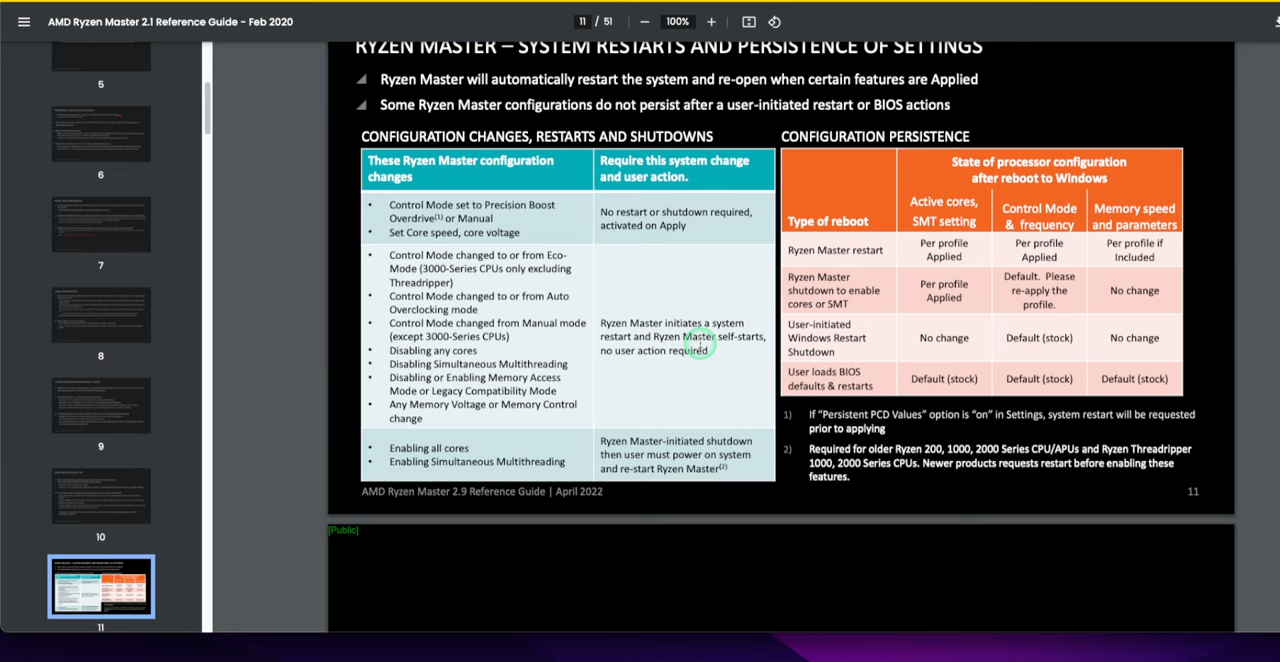 AMD Ryzen Master 2.1 Reference Guide - Feb 2020
11 / 51
100%
5
6
7
8
9
10
11
RYZEN MASTER – SYSTEM RESTARTS AND PERSISTENCE OF SETTINGS
Ryzen Master will automatically restart the system and re-open when certain features are Applied
Some Ryzen Master configurations do not persist after a user-initiated restart or BIOS actions
CONFIGURATION CHANGES, RESTARTS AND SHUTDOWNS
These Ryzen Master configuration
changes
Require this system change
and user action.
• Control Mode set to Precision Boost
Overdrive(1) or Manual
• Set Core speed, core voltage
No restart or shutdown required,
activated on Apply
• Control Mode changed to or from Eco-
Mode (3000-Series CPUs only excluding
Threadripper)
• Control Mode changed to or from Auto
Overclocking mode
• Control Mode changed from Manual mode
(except 3000-Series CPUs)
• Disabling any cores
• Disabling Simultaneous Multithreading
• Disabling or Enabling Memory Access
Mode or Legacy Compatibility Mode
• Any Memory Voltage or Memory Control
change
Ryzen Master initiates a system
restart and Ryzen Master self-starts,
no user action required
• Enabling all cores
• Enabling Simultaneous Multithreading
Ryzen Master-initiated shutdown
then user must power on system
and re-start Ryzen Master(2)
CONFIGURATION PERSISTENCE
Type of reboot
State of processor configuration
after reboot to Windows
Active cores,
SMT setting
Control Mode
& frequency
Memory speed
and parameters
Ryzen Master restart
Per profile
Applied
Per profile
Applied
Per profile if
Included
Ryzen Master
shutdown to enable
cores or SMT
Per profile
Applied
Default. Please
re-apply the
profile.
No change
User-initiated
Windows Restart
Shutdown
No change
Default (stock)
No change
User loads BIOS
defaults & restarts
Default (stock)
Default (stock)
Default (stock)
1) If “Persistent PCD Values” option is “on” in Settings, system restart will be requested
prior to applying
2) Required for older Ryzen 200, 1000, 2000 Series CPU/APUs and Ryzen Threadripper
1000, 2000 Series CPUs. Newer products requests restart before enabling these
features.
AMD Ryzen Master 2.9 Reference Guide | April 2022
11
[Public]